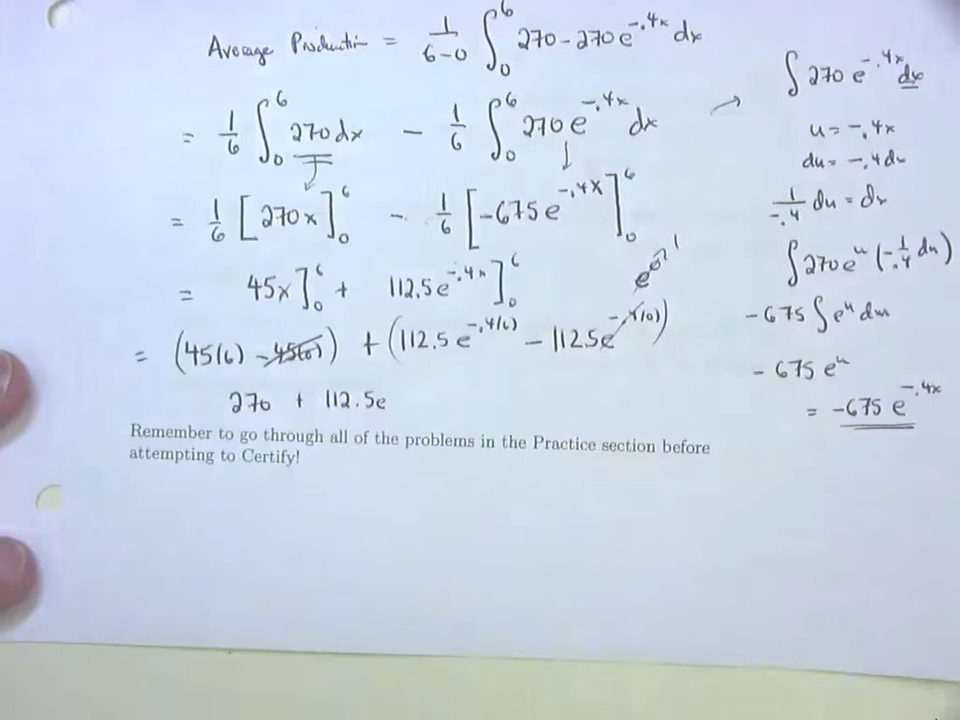 Average Production = 1/(6-0) ∫₀⁶ 270 - 270 e^(-.4x) dx
= 1/6 ∫₀⁶ 270 dx - 1/6 ∫₀⁶ 270 e^(-.4x) dx →
= 1/6 [270x]₀⁶ - 1/6 [-675 e^(-.4x)]₀⁶
= 45x]₀⁶ + 112.5 e^(-.4x)]₀⁶
e^0 1
= (45(6) - 45(0)) + (112.5 e^(-.4(6)) - 112.5 e^(-.4(0)))
270 + 112.5e
Remember to go through all of the problems in the Practice section before
attempting to Certify!
∫ 270 e^(-.4x) dx
u = -.4x
du = -.4dx
1/(-.4) du = dx
∫ 270 e^u (-1/.4 du)
-675 ∫ e^u du
-675 e^u
= -675 e^(-.4x)